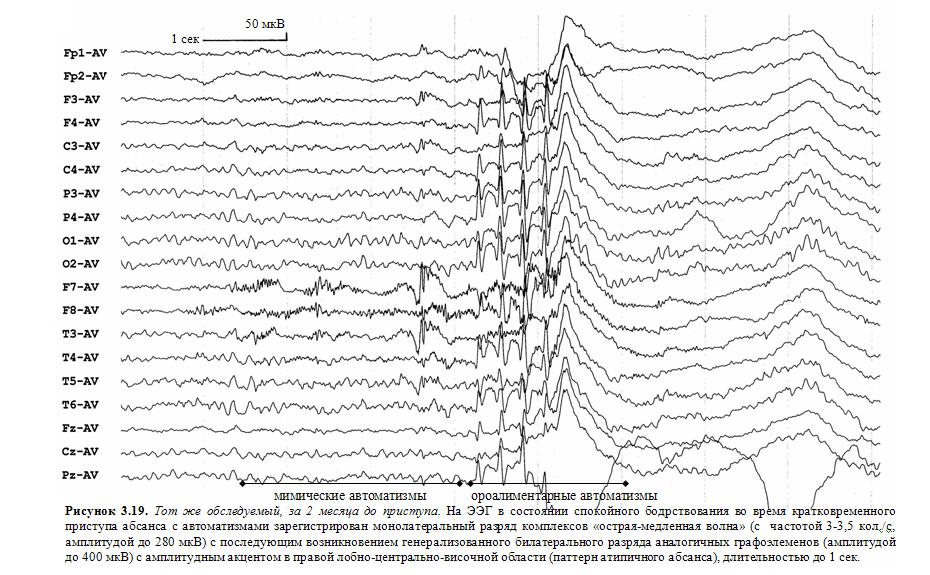 50 мкВ
1 сек
Fp1-AV
Fp2-AV
F3-AV
F4-AV
C3-AV
C4-AV
P3-AV
P4-AV
O1-AV
O2-AV
F7-AV
F8-AV
T3-AV
T4-AV
T5-AV
T6-AV
Fz-AV
Cz-AV
Pz-AV
мимические автоматизмы
ороалиментарные автоматизмы
Рисунок 3.19. Тот же обследуемый, за 2 месяца до приступа. На ЭЭГ в состоянии спокойного бодрствования во время кратковременного
приступа абсанса с автоматизмами зарегистрирован монолатеральный разряд комплексов «острая-медленная волна» (с частотой 3-3,5 кол./с,
амплитудой до 280 мкВ) с последующим возникновением генерализованного билатерального разряда аналогичных графоэлементов (амплитудой
до 400 мкВ) с амплитудным акцентом в правой лобно-центрально-височной области (паттерн атипичного абсанса), длительностью до 1 сек.